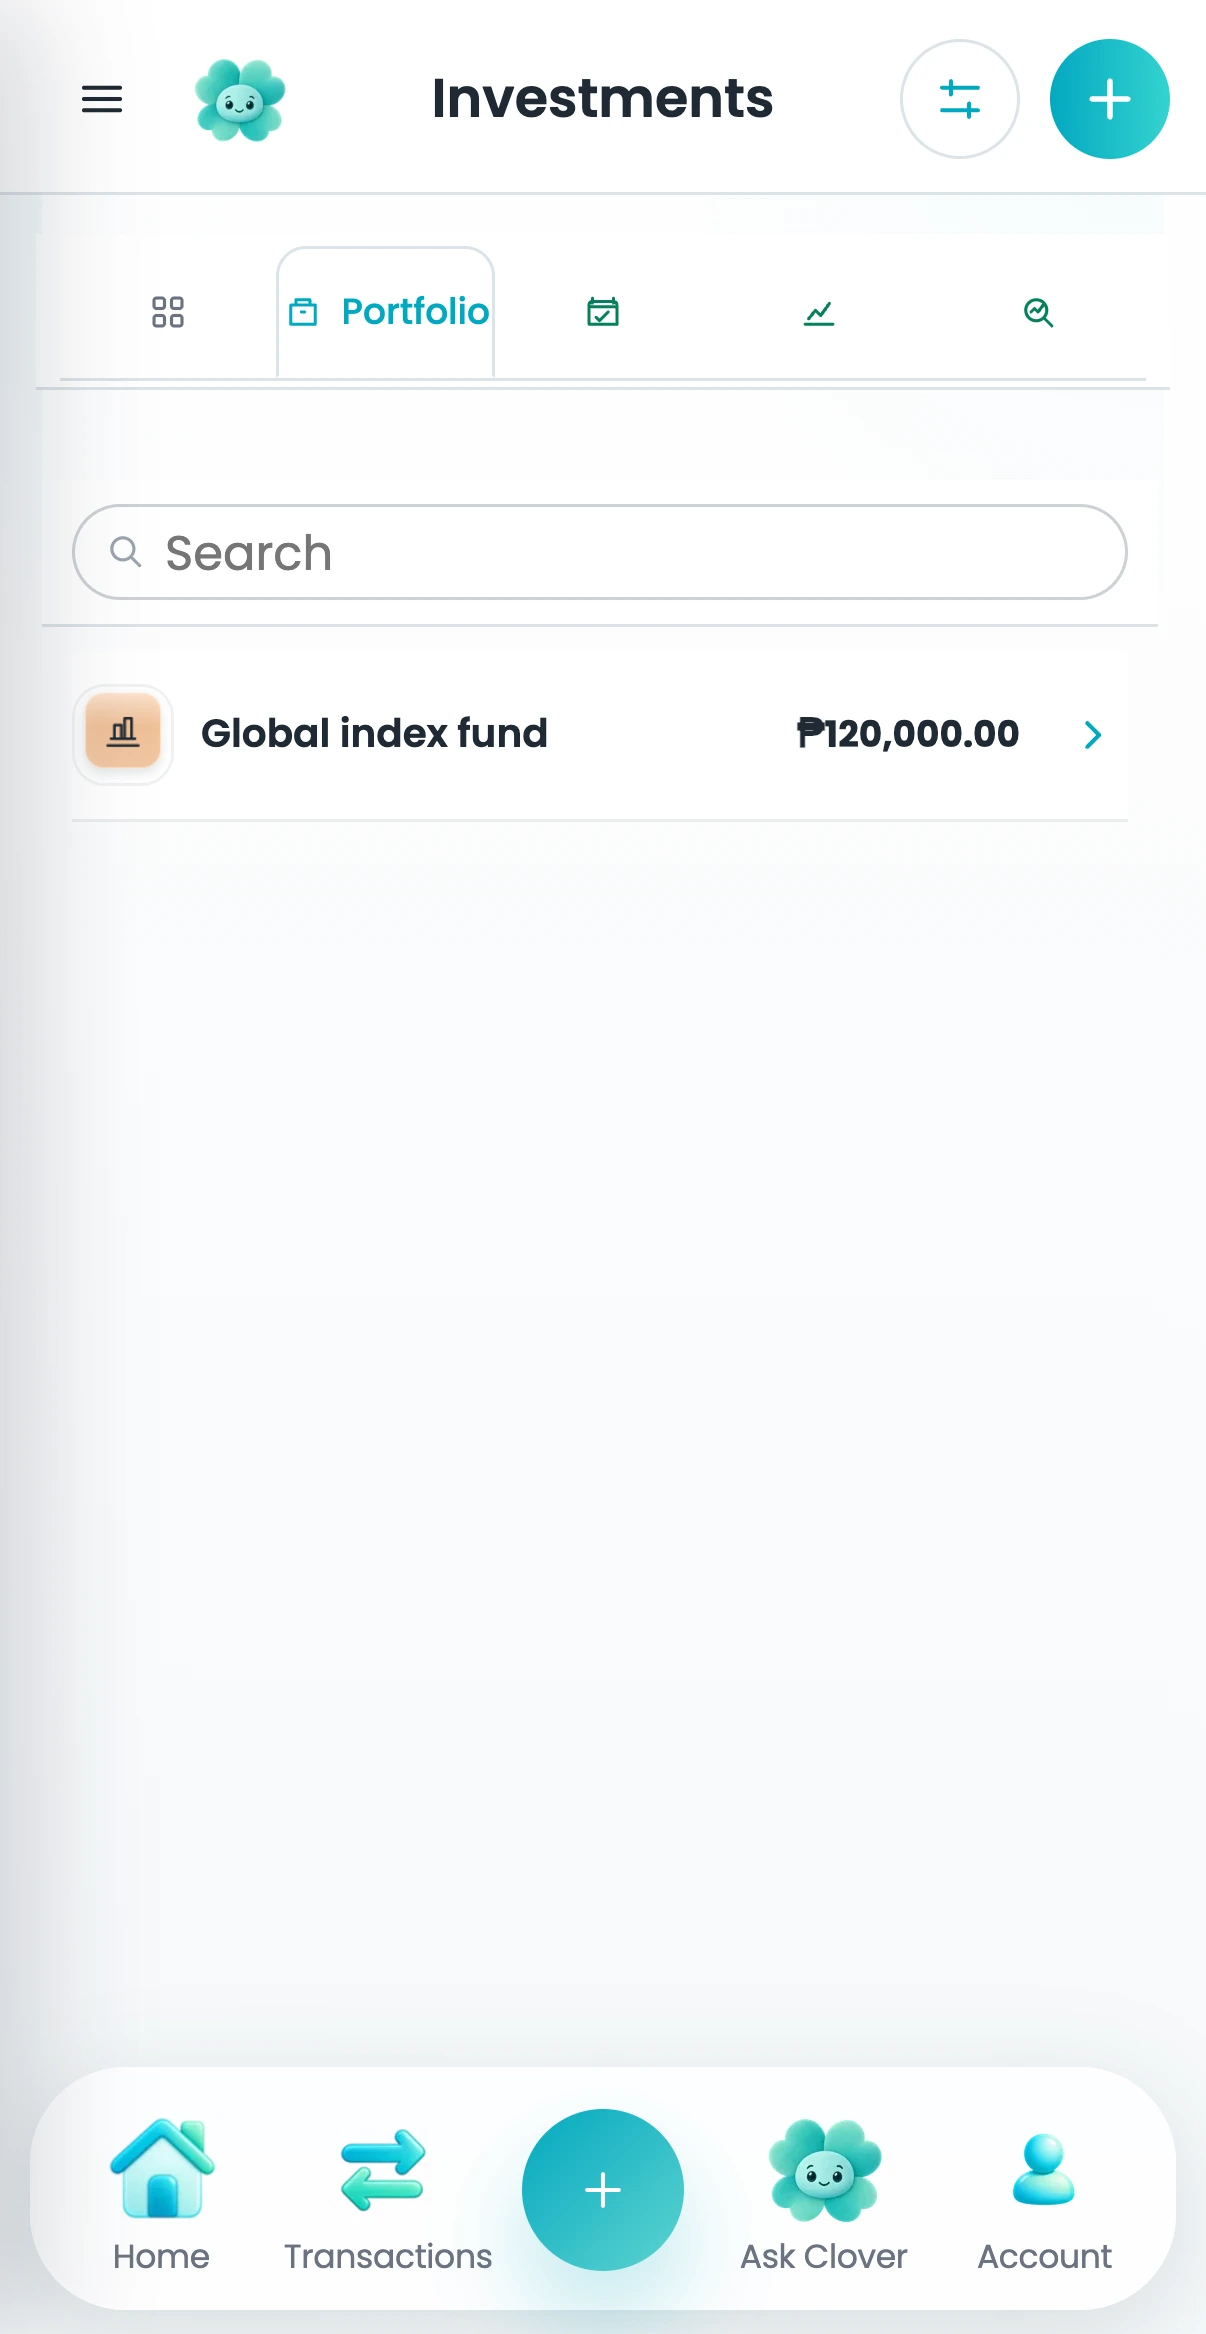 Investments
Portfolio
Search
Global index fund ₱120,000.00
Home Transactions Ask Clover Account